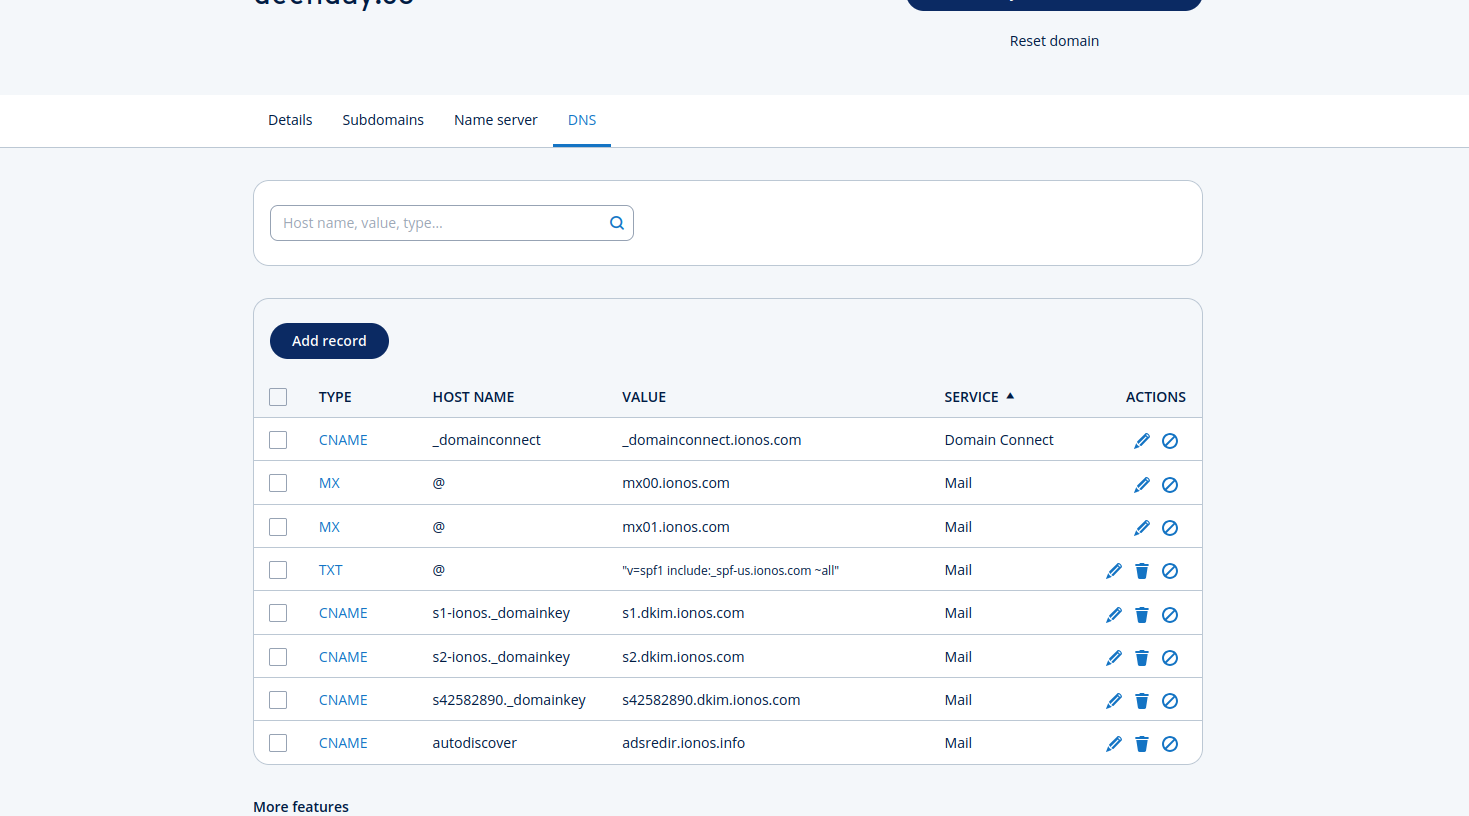 Reset domain
Details Subdomains Name server DNS
Host name, value, type...
Add record
TYPE HOST NAME VALUE SERVICE ACTIONS
CNAME _domainconnect _domainconnect.ionos.com Domain Connect
MX @ mx00.ionos.com Mail
MX @ mx01.ionos.com Mail
TXT @ "v=spf1 include:_spf-us.ionos.com ~all" Mail
CNAME s1-ionos._domainkey s1.dkim.ionos.com Mail
CNAME s2-ionos._domainkey s2.dkim.ionos.com Mail
CNAME s42582890._domainkey s42582890.dkim.ionos.com Mail
CNAME autodiscover adsredir.ionos.info Mail
More features